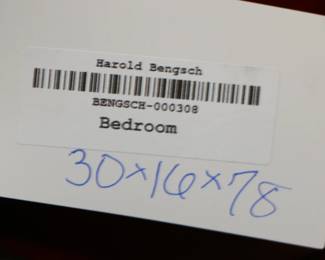 Harold Bengsch
BENGSCH-000308
Bedroom
30x16x78